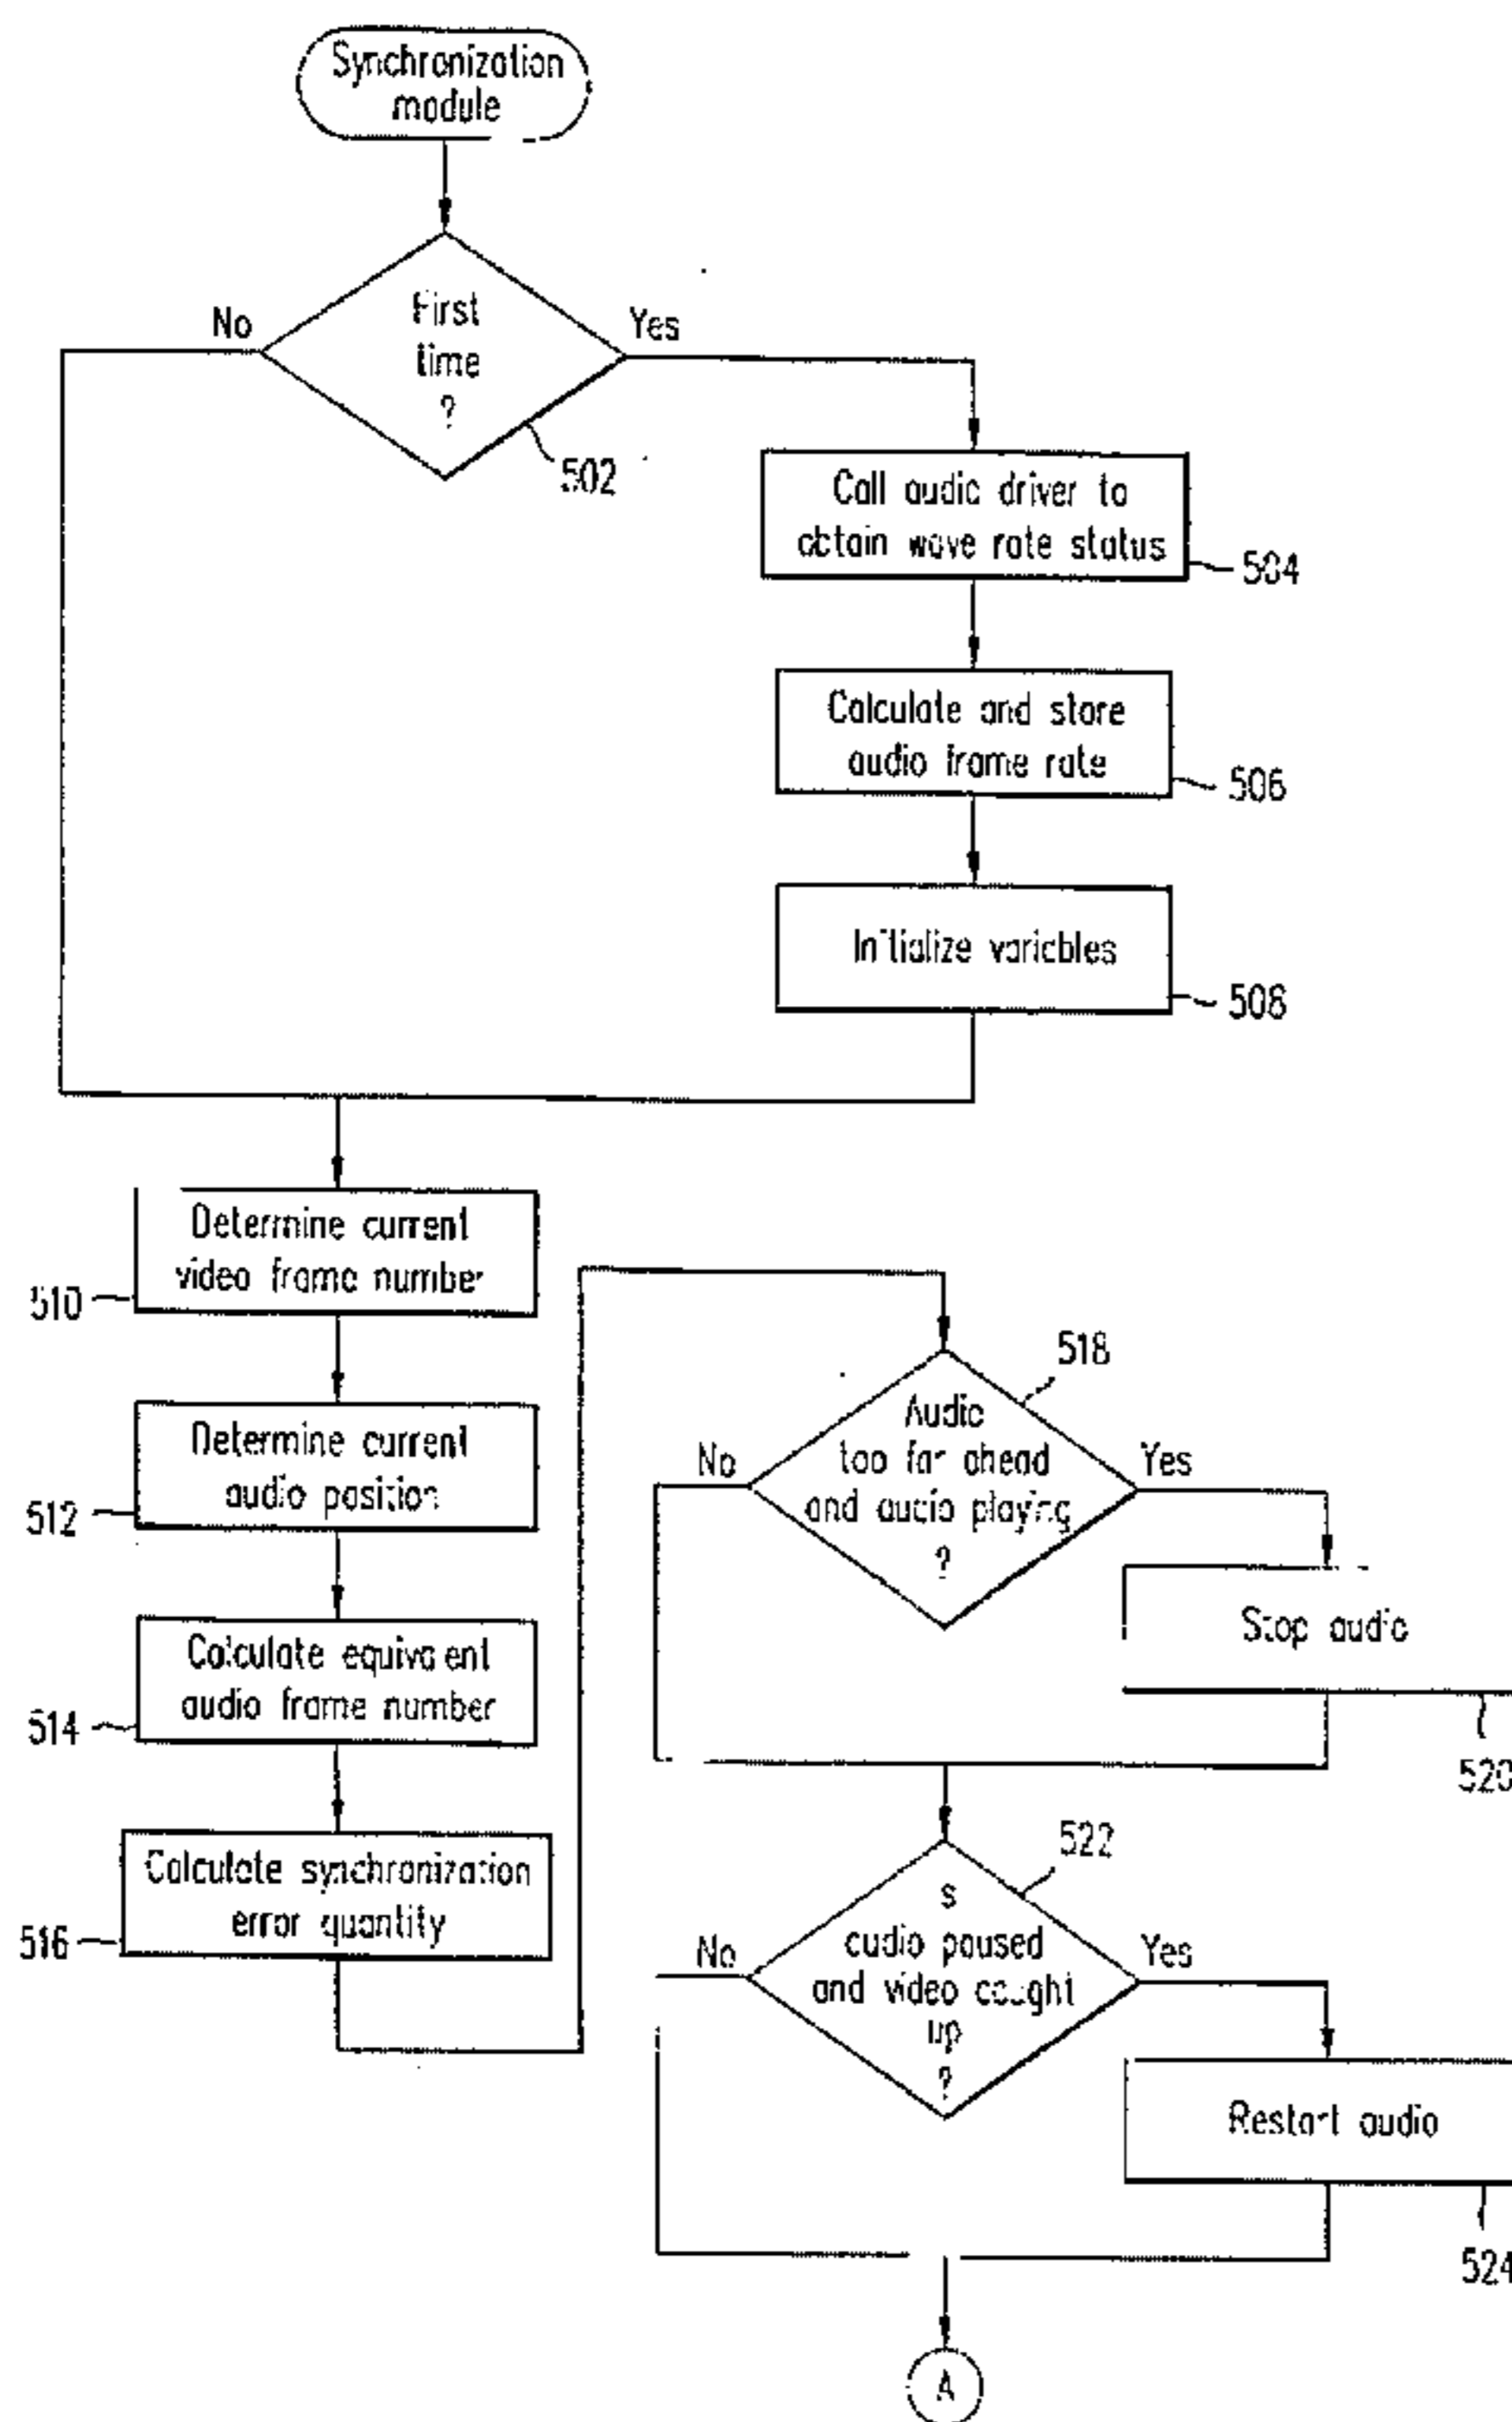 Synchronization
module
First
time
?
No
Yes
502
Call audio driver to
obtain wave rate status
504
Calculate and store
audio frame rate
506
Initialize variables
508
Determine current
video frame number
510
Determine current
audio position
512
Calculate equivalent
audio frame number
514
Calculate synchronization
error quantity
516
518
Audio
too far ahead
and audio playing
?
No
Yes
Stop audio
520
522
s
audio paused
and video caught
up
?
No
Yes
Restart audio
524
A